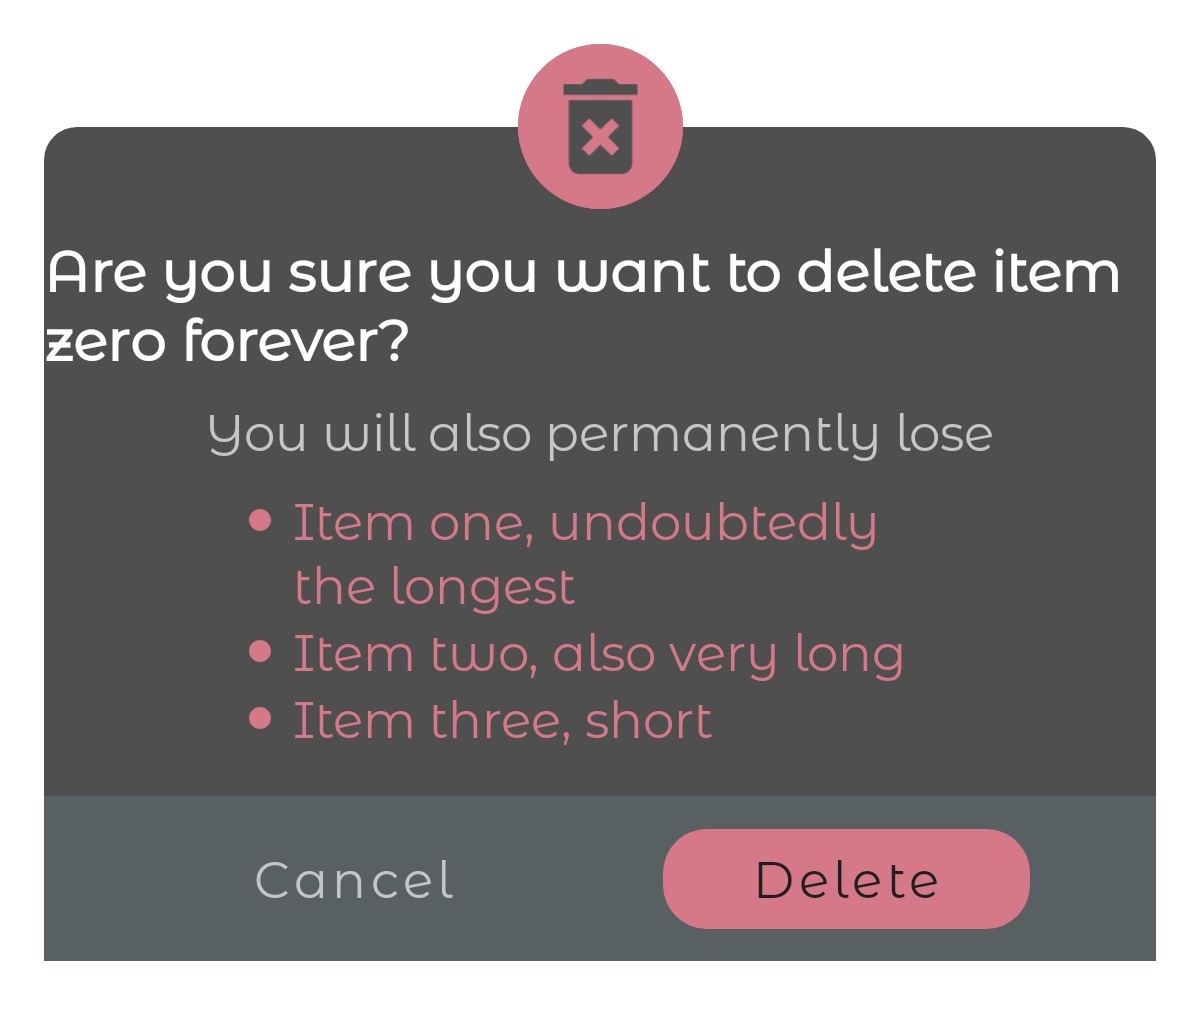 Are you sure you want to delete item
zero forever?
You will also permanently lose
Item one, undoubtedly
the longest
Item two, also very long
Item three, short
Cancel
Delete